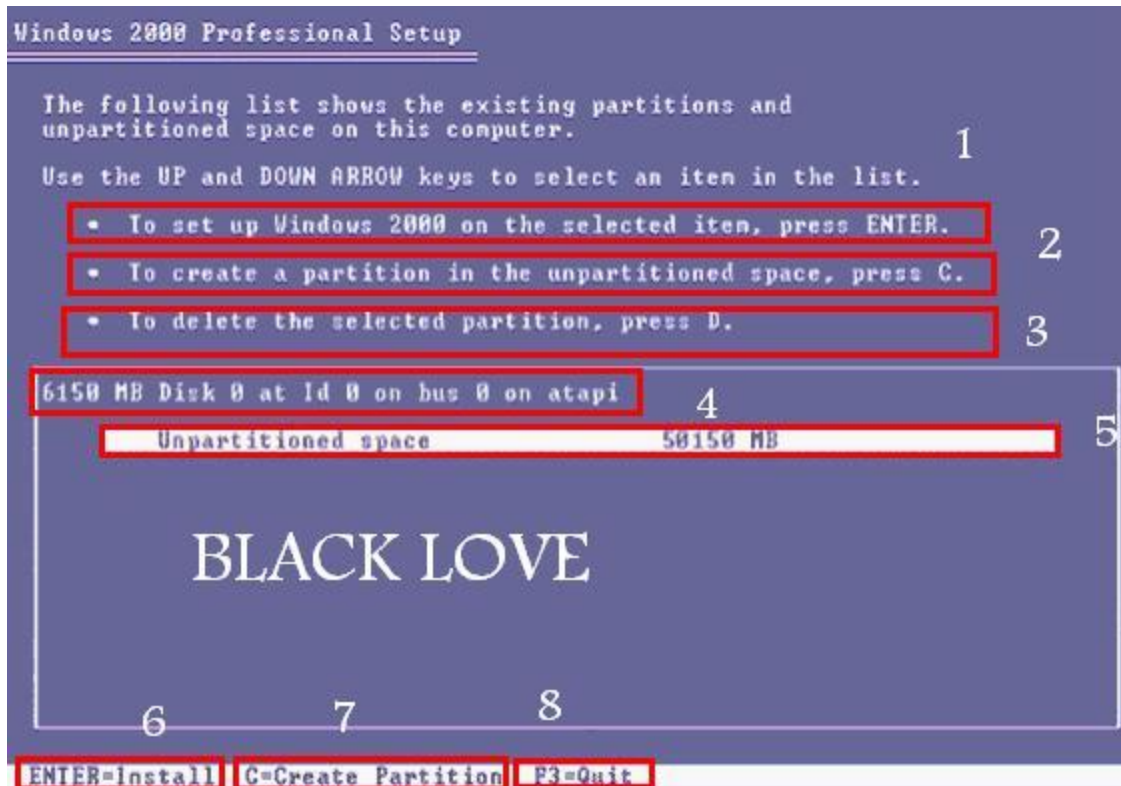 Windows 2000 Professional Setup
The following list shows the existing partitions and
unpartitioned space on this computer.
1
Use the UP and DOWN ARROW keys to select an item in the list.
• To set up Windows 2000 on the selected item, press ENTER.
2
• To create a partition in the unpartitioned space, press C.
• To delete the selected partition, press D.
3
6150 MB Disk 0 at Id 0 on bus 0 on atapi
4
Unpartitioned space 50150 MB
5
BLACK LOVE
6 7 8
ENTER=Install C=Create Partition F3=Quit